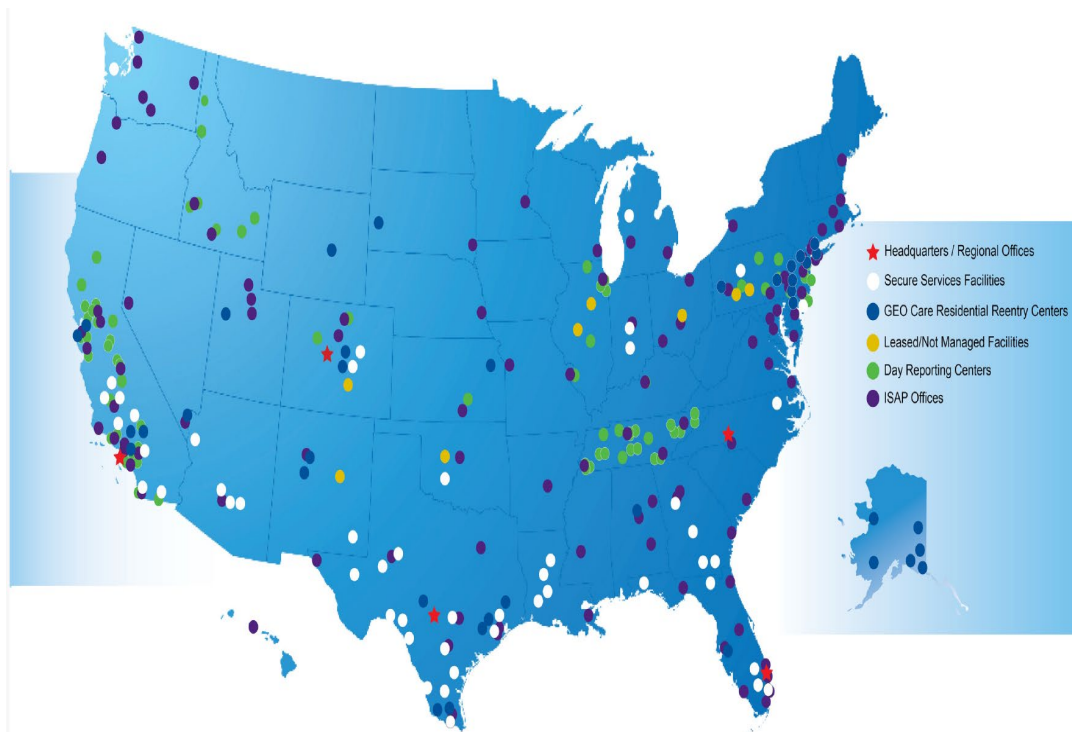 Headquarters / Regional Offices
Secure Services Facilities
GEO Care Residential Reentry Centers
Leased/Not Managed Facilities
Day Reporting Centers
ISAP Offices